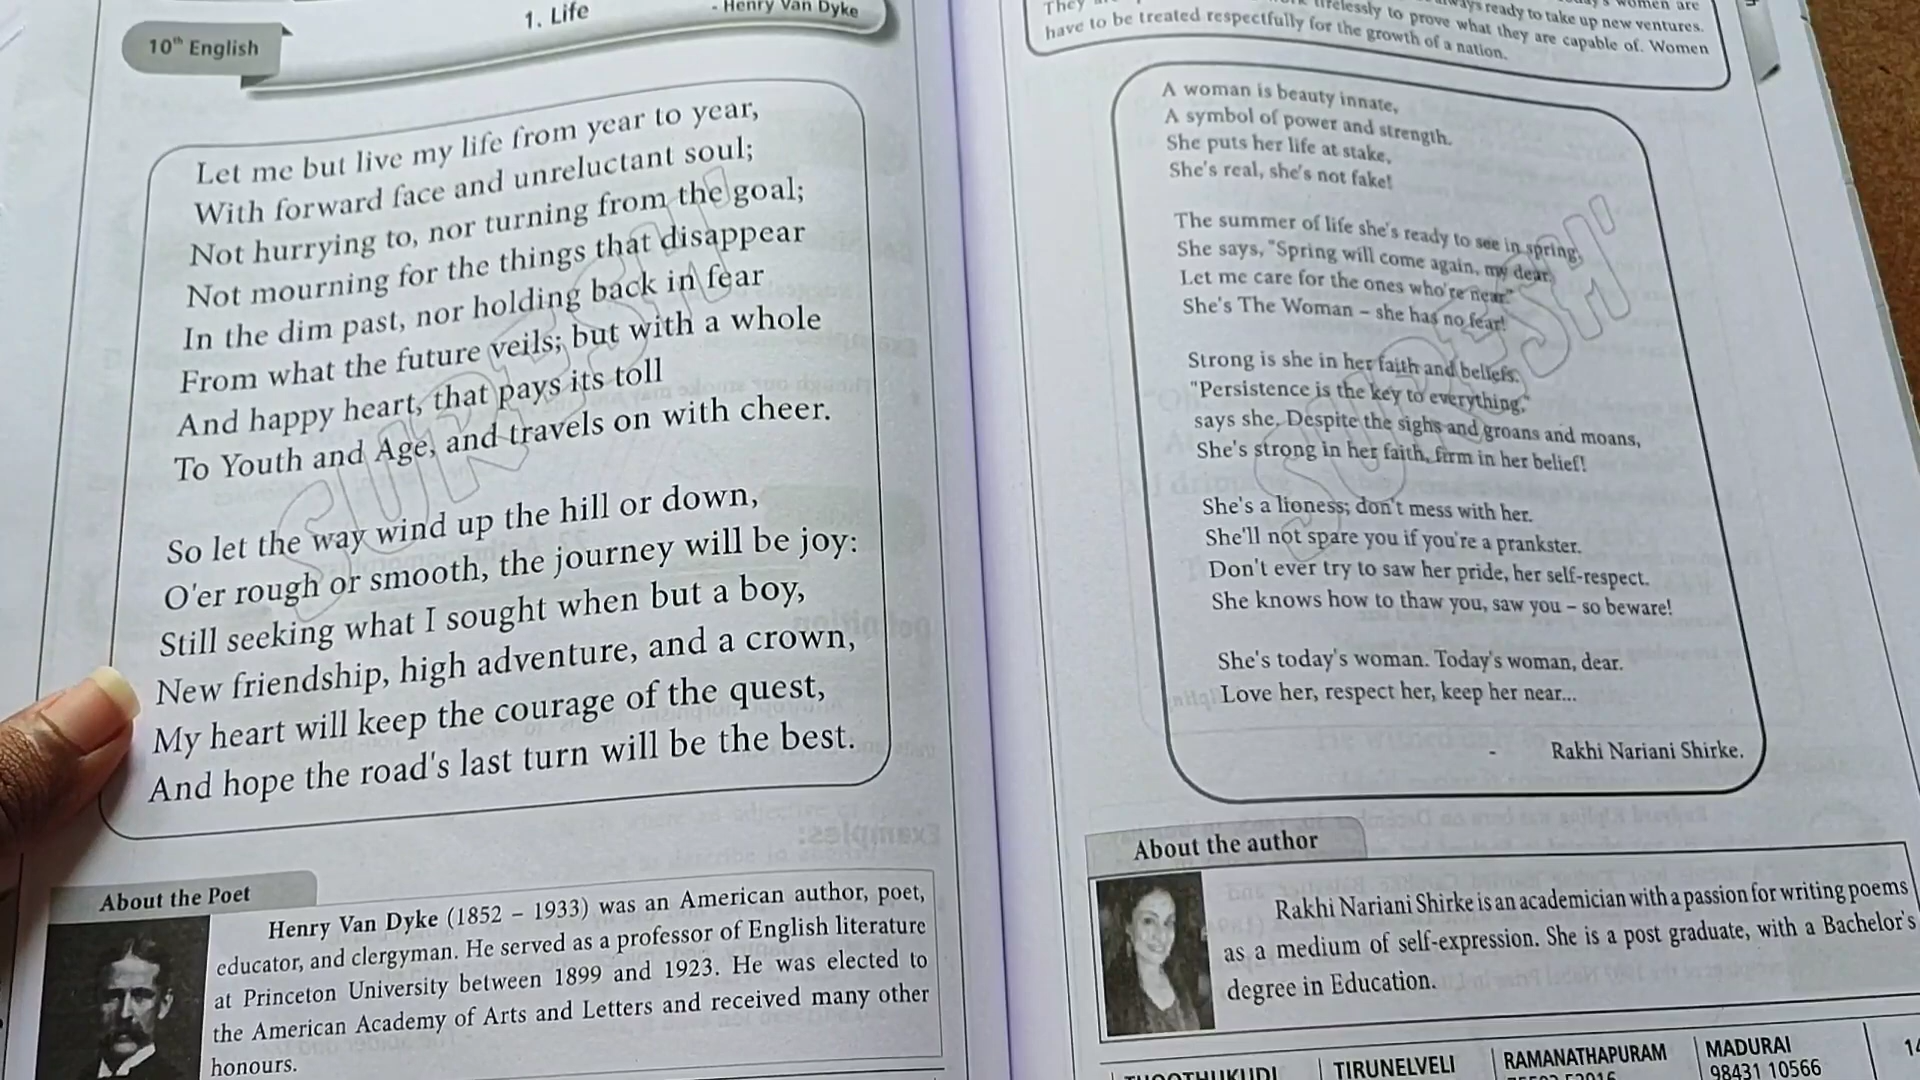 10th English
1. Life
- Henry Van Dyke
Let me but live my life from year to year,
With forward face and unreluctant soul;
Not hurrying to, nor turning from the goal;
Not mourning for the things that disappear
In the dim past, nor holding back in fear
From what the future veils; but with a whole
And happy heart, that pays its toll
To Youth and Age, and travels on with cheer.
So let the way wind up the hill or down,
O'er rough or smooth, the journey will be joy:
Still seeking what I sought when but a boy,
New friendship, high adventure, and a crown,
My heart will keep the courage of the quest,
And hope the road's last turn will be the best.
SURESH'
About the Poet
Henry Van Dyke (1852 – 1933) was an American author, poet,
educator, and clergyman. He served as a professor of English literature
at Princeton University between 1899 and 1923. He was elected to
the American Academy of Arts and Letters and received many other
honours.
women are
They always ready to take up new ventures.
tirelessly to prove what they are capable of. Women
have to be treated respectfully for the growth of a nation.
A woman is beauty innate,
A symbol of power and strength.
She puts her life at stake,
She's real, she's not fake!
The summer of life she's ready to see in spring.
She says, "Spring will come again, my dear.
Let me care for the ones who're near."
She's The Woman – she has no fear!
Strong is she in her faith and beliefs.
"Persistence is the key to everything,"
says she. Despite the sighs and groans and moans,
She's strong in her faith, firm in her belief!
She's a lioness; don't mess with her.
She'll not spare you if you're a prankster.
Don't ever try to saw her pride, her self-respect.
She knows how to thaw you, saw you – so beware!
She's today's woman. Today's woman, dear.
Love her, respect her, keep her near...
- Rakhi Nariani Shirke.
SURESH'
About the author
Rakhi Nariani Shirke is an academician with a passion for writing poems
as a medium of self-expression. She is a post graduate, with a Bachelor's
degree in Education.
THOOTHUKUDI TIRUNELVELI RAMANATHAPURAM MADURAI
98431 10566